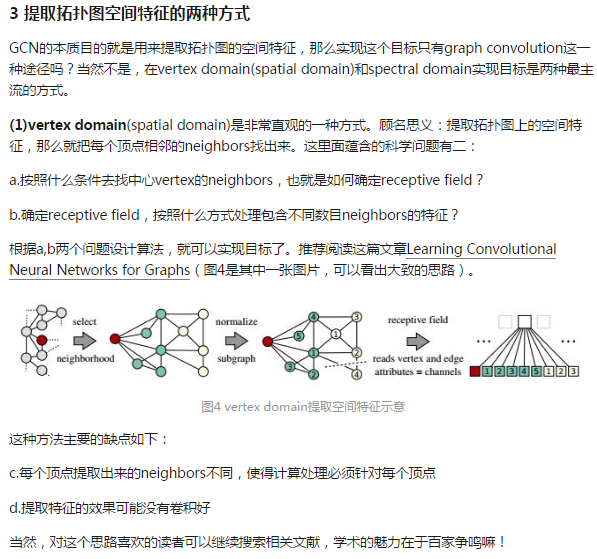 3 提取拓扑图空间特征的两种方式
GCN的本质目的就是用来提取拓扑图的空间特征，那么实现这个目标只有graph convolution这一
种途径吗？当然不是，在vertex domain(spatial domain)和spectral domain实现目标是两种最主
流的方式。
(1)vertex domain(spatial domain)是非常直观的一种方式。顾名思义：提取拓扑图上的空间特
征，那么就把每个顶点相邻的neighbors找出来。这里面蕴含的科学问题有二：
a.按照什么条件去找中心vertex的neighbors，也就是如何确定receptive field？
b.确定receptive field，按照什么方式处理包含不同数目neighbors的特征？
根据a,b两个问题设计算法，就可以实现目标了。推荐阅读这篇文章Learning Convolutional
Neural Networks for Graphs（图4是其中一张图片，可以看出大致的思路）。
select
neighborhood
normalize
subgraph
4 3
5 1
1 2
3 2 4
receptive field
reads vertex and edge
attributes = channels
... ...
1 2 3 4 5 1 2 3
图4 vertex domain提取空间特征示意
这种方法主要的缺点如下：
c.每个顶点提取出来的neighbors不同，使得计算处理必须针对每个顶点
d.提取特征的效果可能没有卷积好
当然，对这个思路喜欢的读者可以继续搜索相关文献，学术的魅力在于百家争鸣嘛！